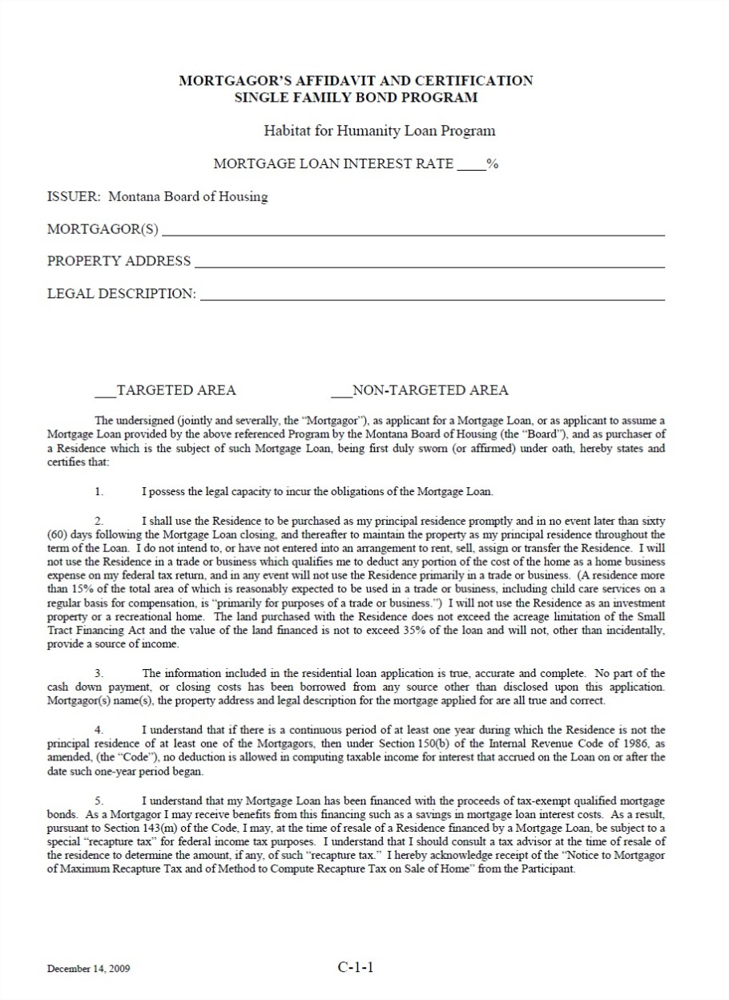 MORTGAGOR’S AFFIDAVIT AND CERTIFICATION
SINGLE FAMILY BOND PROGRAM
Habitat for Humanity Loan Program
MORTGAGE LOAN INTEREST RATE ____%
ISSUER: Montana Board of Housing
MORTGAGOR(S) ____
PROPERTY ADDRESS ____
LEGAL DESCRIPTION: ____
___TARGETED AREA ___NON-TARGETED AREA
The undersigned (jointly and severally, the “Mortgagor”), as applicant for a Mortgage Loan, or as applicant to assume a
Mortgage Loan provided by the above referenced Program by the Montana Board of Housing (the “Board”), and as purchaser of
a Residence which is the subject of such Mortgage Loan, being first duly sworn (or affirmed) under oath, hereby states and
certifies that:
1. I possess the legal capacity to incur the obligations of the Mortgage Loan.
2. I shall use the Residence to be purchased as my principal residence promptly and in no event later than sixty
(60) days following the Mortgage Loan closing, and thereafter to maintain the property as my principal residence throughout the
term of the Loan. I do not intend to, or have not entered into an arrangement to rent, sell, assign or transfer the Residence. I will
not use the Residence in a trade or business which qualifies me to deduct any portion of the cost of the home as a home business
expense on my federal tax return, and in any event will not use the Residence primarily in a trade or business. (A residence more
than 15% of the total area of which is reasonably expected to be used in a trade or business, including child care services on a
regular basis for compensation, is “primarily for purposes of a trade or business.”) I will not use the Residence as an investment
property or a recreational home. The land purchased with the Residence does not exceed the acreage limitation of the Small
Tract Financing Act and the value of the land financed is not to exceed 35% of the loan and will not, other than incidentally,
provide a source of income.
3. The information included in the residential loan application is true, accurate and complete. No part of the
cash down payment, or closing costs has been borrowed from any source other than disclosed upon this application.
Mortgagor(s) name(s), the property address and legal description for the mortgage applied for are all true and correct.
4. I understand that if there is a continuous period of at least one year during which the Residence is not the
principal residence of at least one of the Mortgagors, then under Section 150(b) of the Internal Revenue Code of 1986, as
amended, (the “Code”), no deduction is allowed in computing taxable income for interest that accrued on the Loan on or after the
date such one-year period began.
5. I understand that my Mortgage Loan has been financed with the proceeds of tax-exempt qualified mortgage
bonds. As a Mortgagor I may receive benefits from this financing such as a savings in mortgage loan interest costs. As a result,
pursuant to Section 143(m) of the Code, I may, at the time of resale of a Residence financed by a Mortgage Loan, be subject to a
special “recapture tax” for federal income tax purposes. I understand that I should consult a tax advisor at the time of resale of
the residence to determine the amount, if any, of such “recapture tax.” I hereby acknowledge receipt of the “Notice to Mortgagor
of Maximum Recapture Tax and of Method to Compute Recapture Tax on Sale of Home” from the Participant.
December 14, 2009 C-1-1